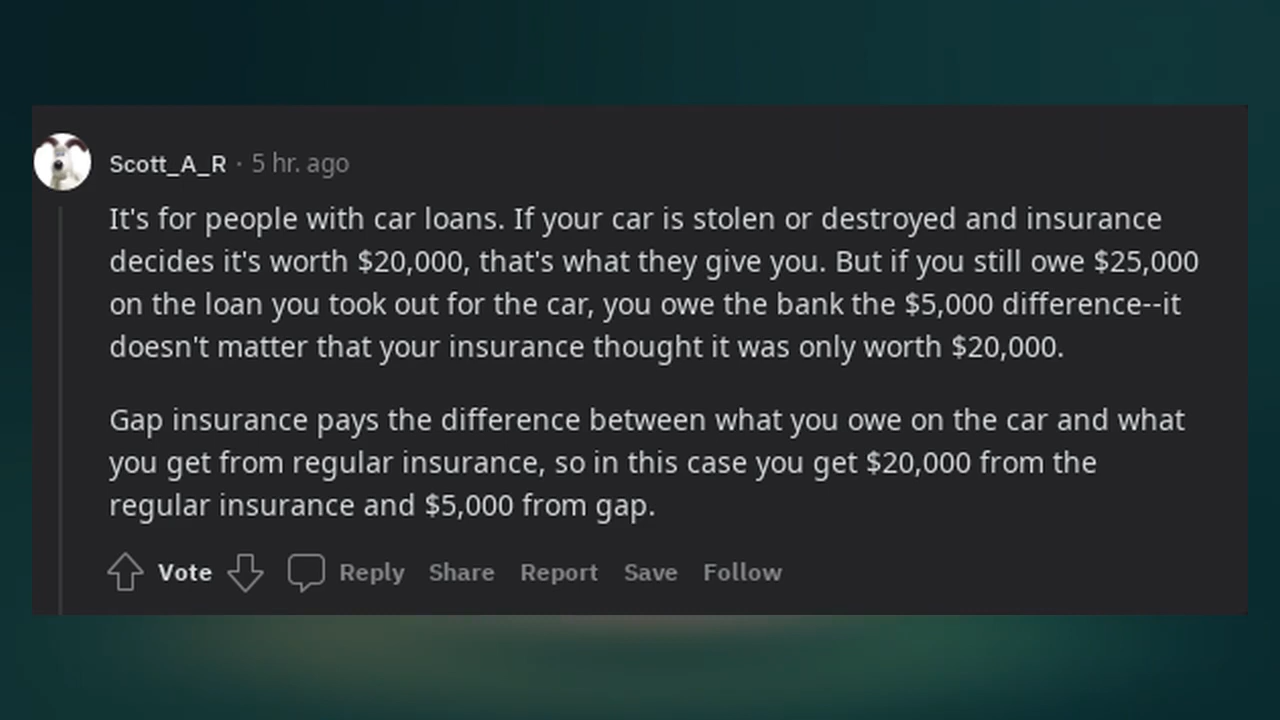 Scott_A_R · 5 hr. ago
It's for people with car loans. If your car is stolen or destroyed and insurance
decides it's worth $20,000, that's what they give you. But if you still owe $25,000
on the loan you took out for the car, you owe the bank the $5,000 difference--it
doesn't matter that your insurance thought it was only worth $20,000.
Gap insurance pays the difference between what you owe on the car and what
you get from regular insurance, so in this case you get $20,000 from the
regular insurance and $5,000 from gap.
Vote Reply Share Report Save Follow